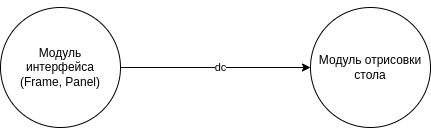 Модуль
интерфейса
(Frame, Panel)
dc
Модуль отрисовки
стола